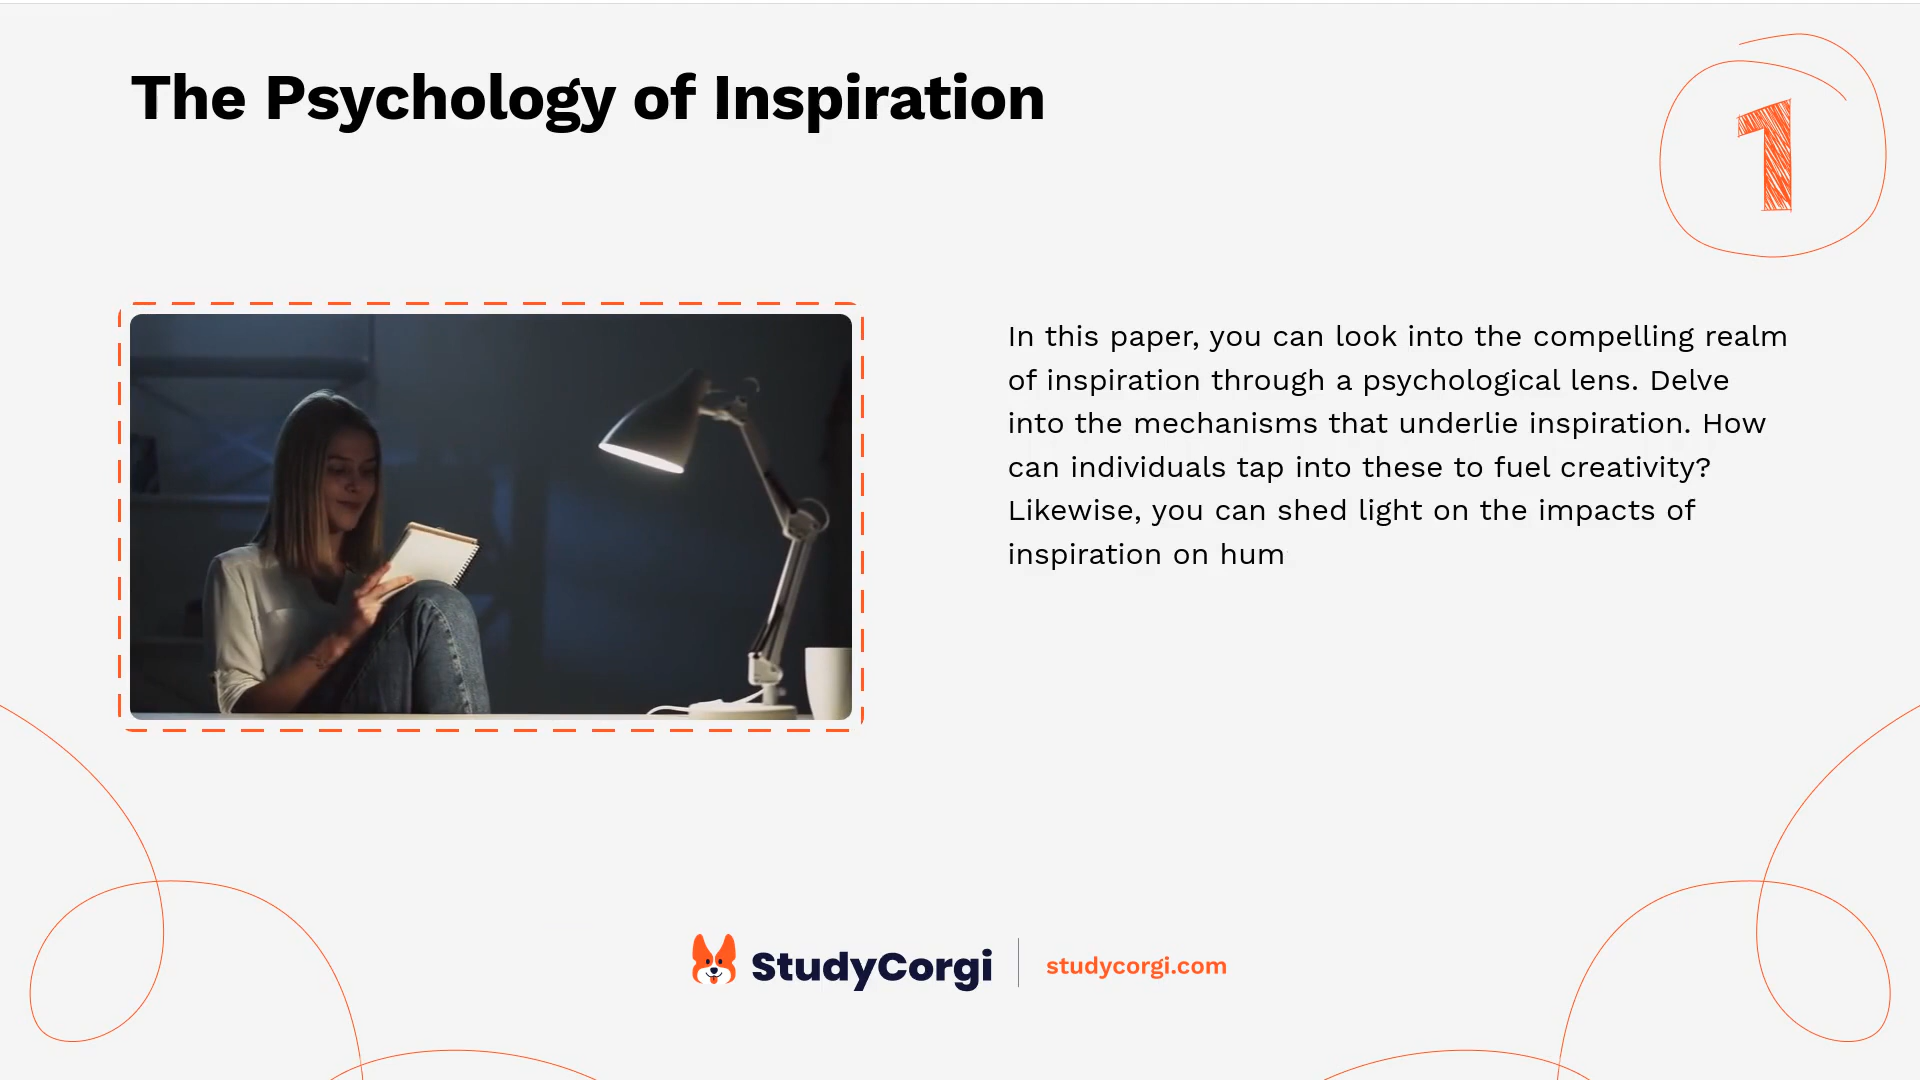 The Psychology of Inspiration
1
In this paper, you can look into the compelling realm
of inspiration through a psychological lens. Delve
into the mechanisms that underlie inspiration. How
can individuals tap into these to fuel creativity?
Likewise, you can shed light on the impacts of
inspiration on hum
StudyCorgi
studycorgi.com